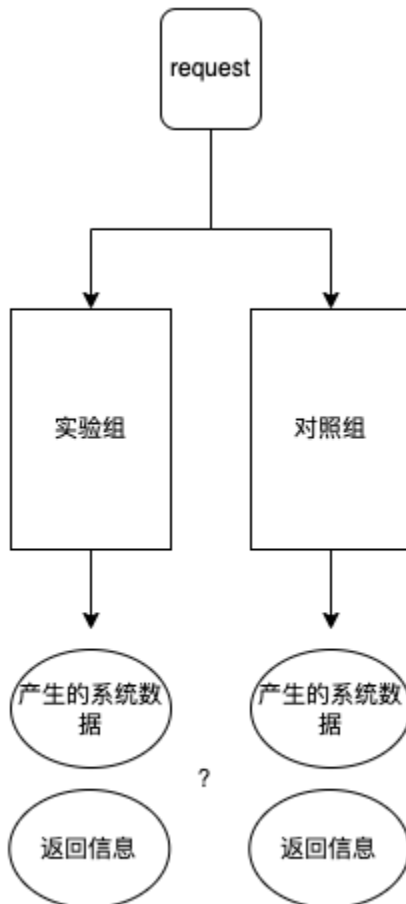 request
实验组
对照组
产生的系统数
据
产生的系统数
据
?
返回信息
返回信息